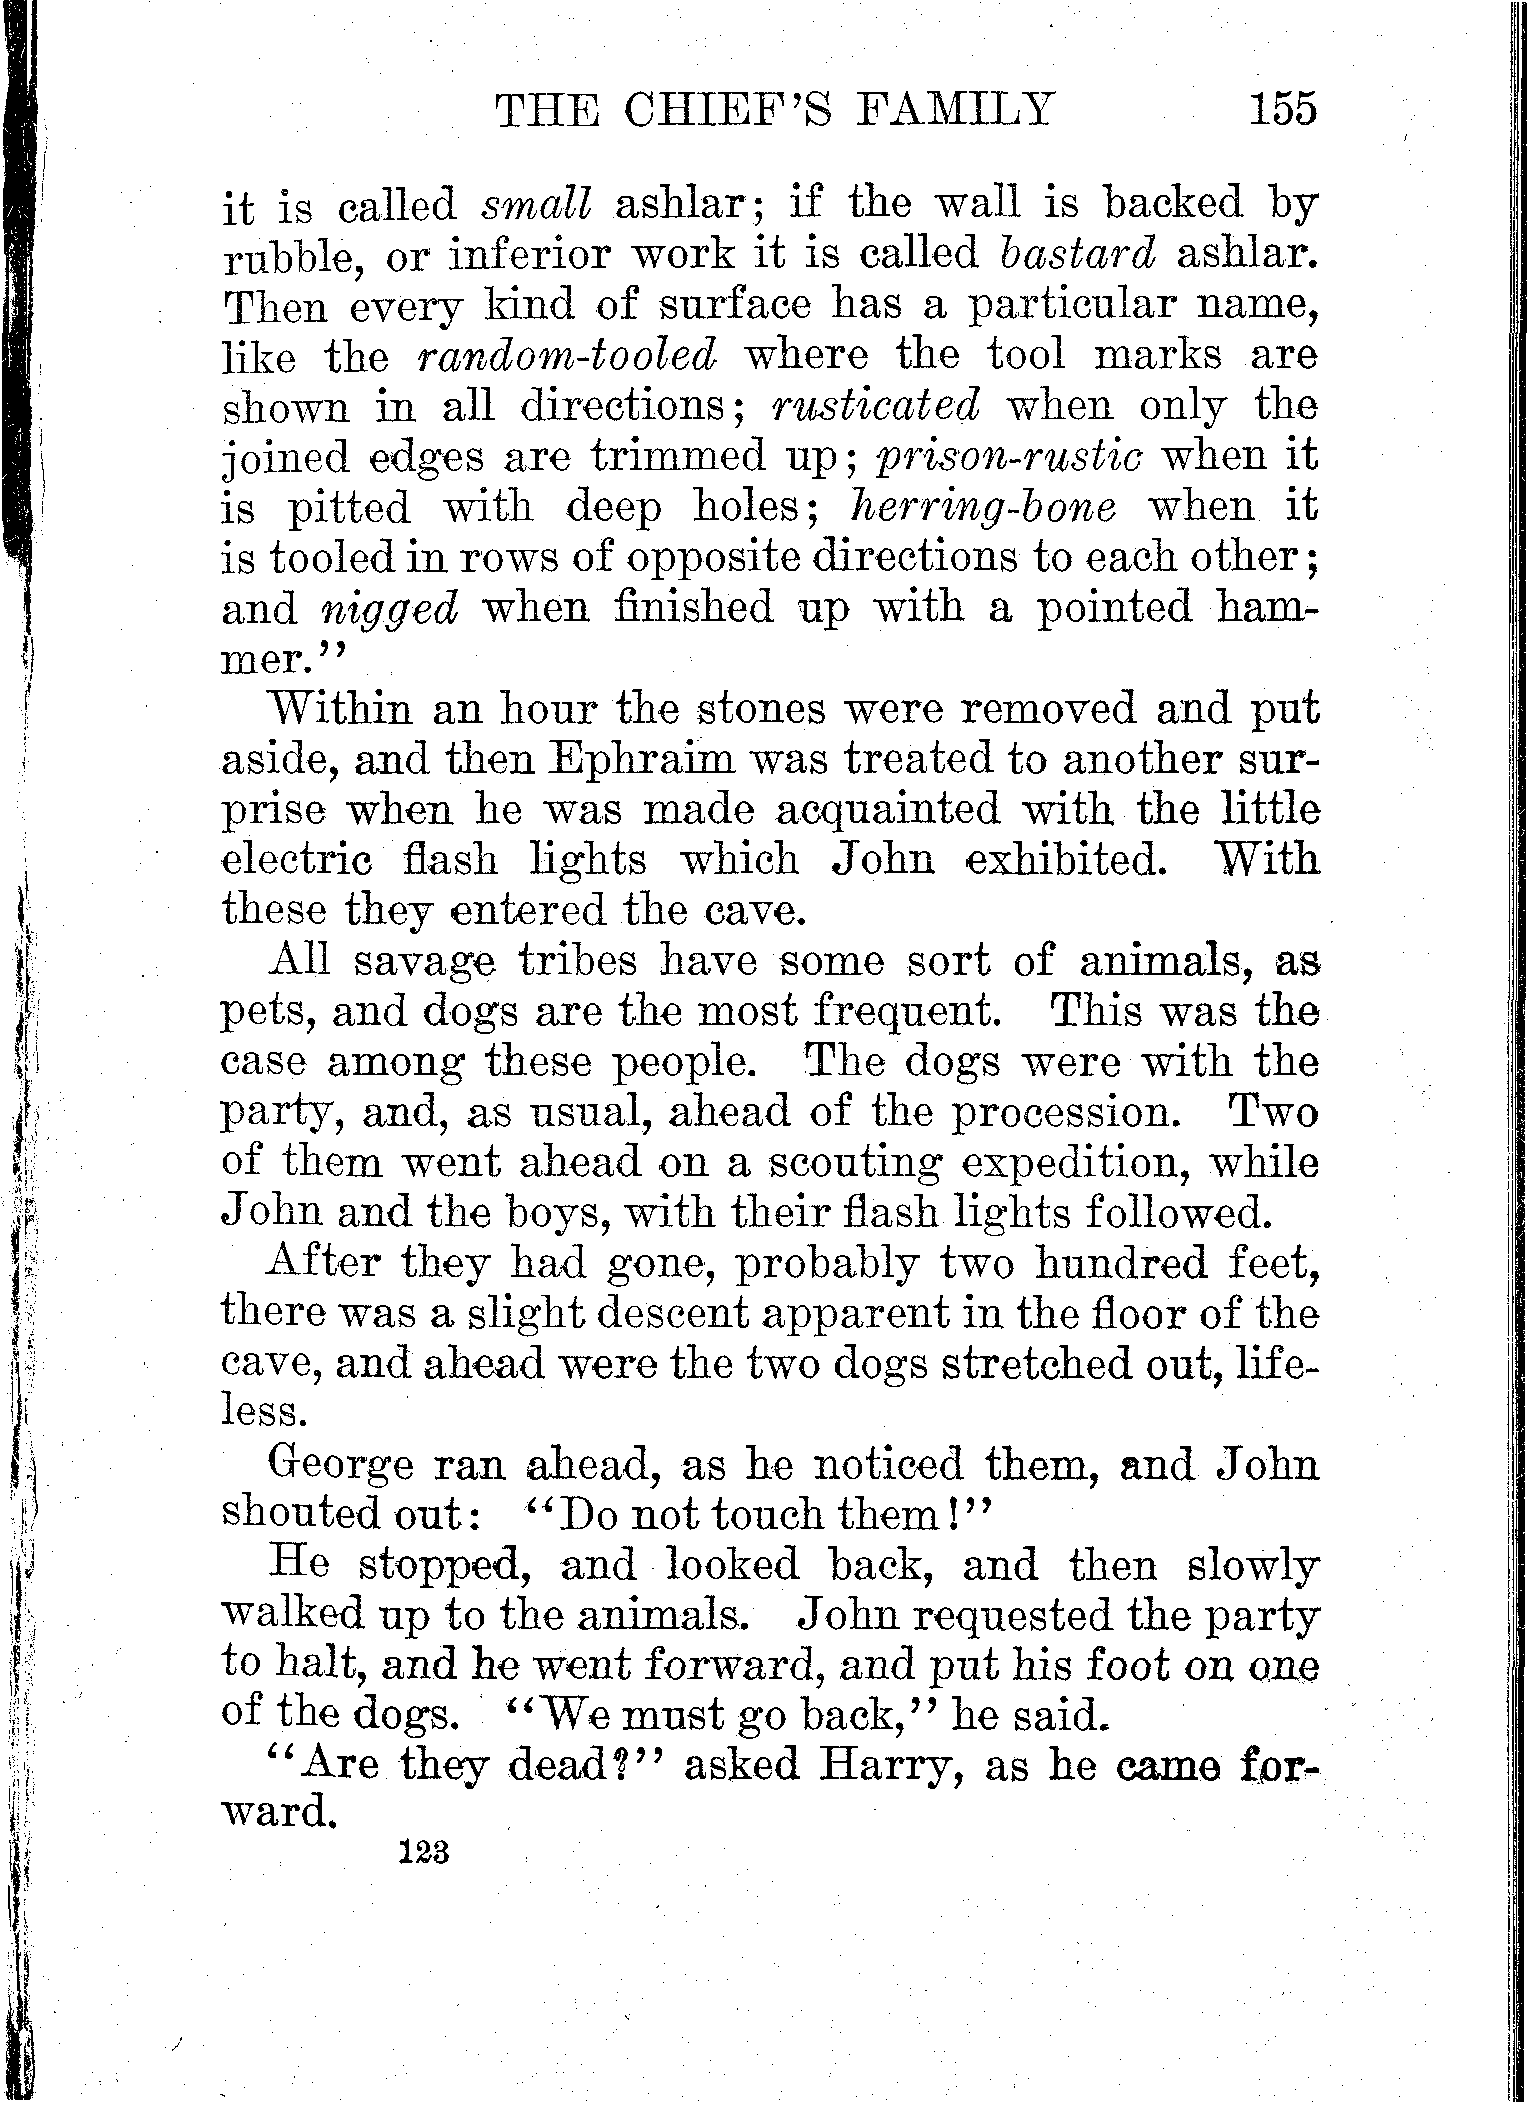 THE CHIEF'S FAMILY 155
it is called small ashlar; if the wall is backed by
rubble, or inferior work it is called bastard ashlar.
Then every kind of surface has a particular name,
like the random-tooled where the tool marks are
shown in all directions; rusticated when only the
joined edges are trimmed up; prison-rustic when it
is pitted with deep holes; herring-bone when it
is tooled in rows of opposite directions to each other;
and nigged when finished up with a pointed ham-
mer."
Within an hour the stones were removed and put
aside, and then Ephraim was treated to another sur-
prise when he was made acquainted with the little
electric flash lights which John exhibited. With
these they entered the cave.
All savage tribes have some sort of animals, as
pets, and dogs are the most frequent. This was the
case among these people. The dogs were with the
party, and, as usual, ahead of the procession. Two
of them went ahead on a scouting expedition, while
John and the boys, with their flash lights followed.
After they had gone, probably two hundred feet,
there was a slight descent apparent in the floor of the
cave, and ahead were the two dogs stretched out, life-
less.
George ran ahead, as he noticed them, and John
shouted out: "Do not touch them!"
He stopped, and looked back, and then slowly
walked up to the animals. John requested the party
to halt, and he went forward, and put his foot on one
of the dogs. "We must go back," he said.
"Are they dead?" asked Harry, as he came for-
ward.
123